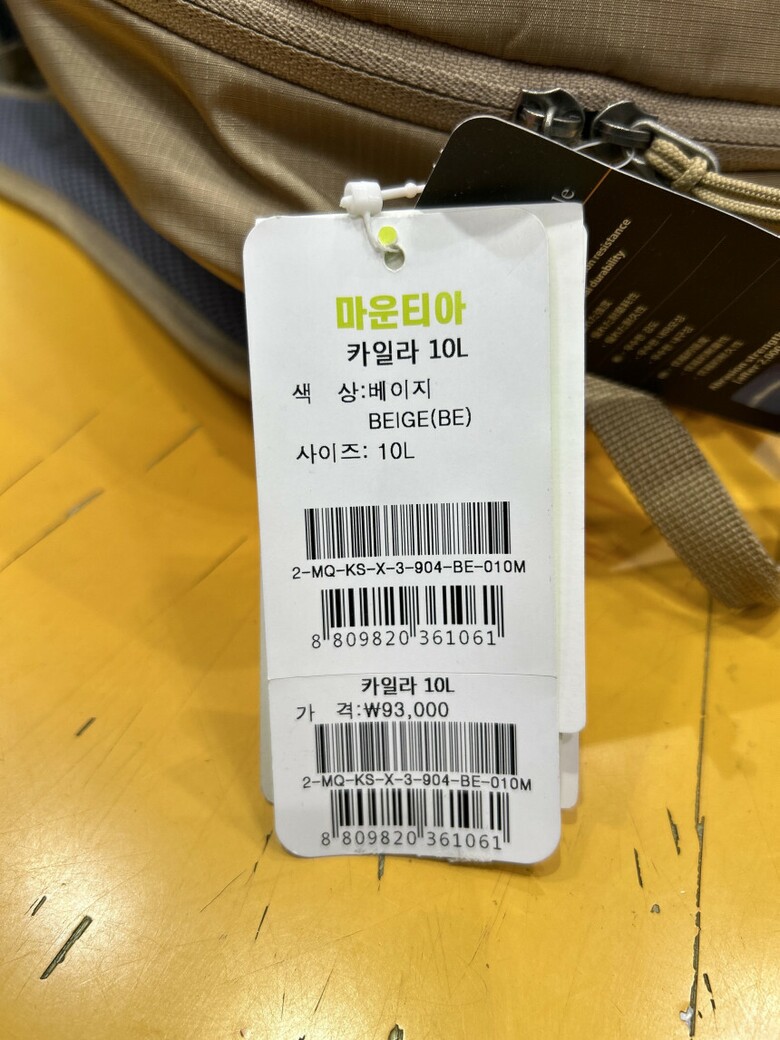 마운티아
카일라 10L
색 상:베이지
BEIGE(BE)
사이즈: 10L
2-MQ-KS-X-3-904-BE-010M
8 809820 361061
카일라 10L
가 격:₩93,000
2-MQ-KS-X-3-904-BE-010M
8 809820 361061
resistance
durability